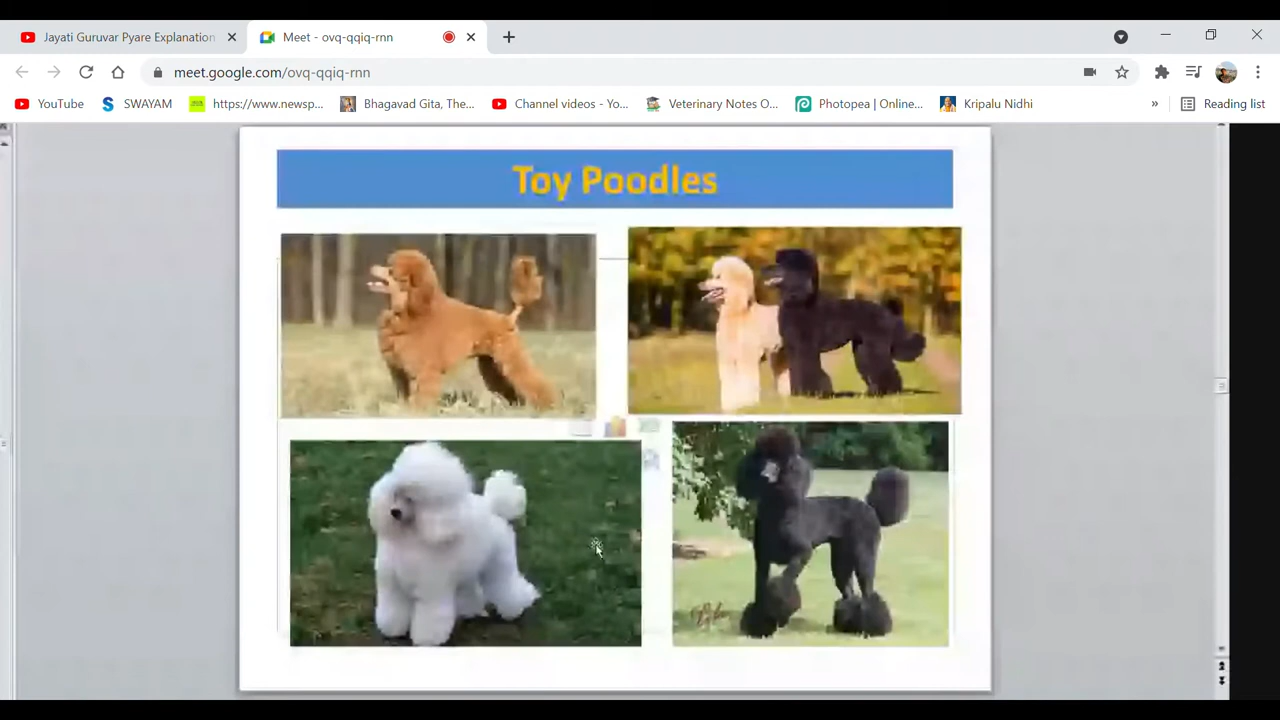 Jayati Guruvar Pyare Explanation
Meet - ovq-qqiq-rnn
meet.google.com/ovq-qqiq-rnn
YouTube
SWAYAM
https://www.newsp...
Bhagavad Gita, The...
Channel videos - Yo...
Veterinary Notes O...
Photopea | Online...
Kripalu Nidhi
»
Reading list
Toy Poodles